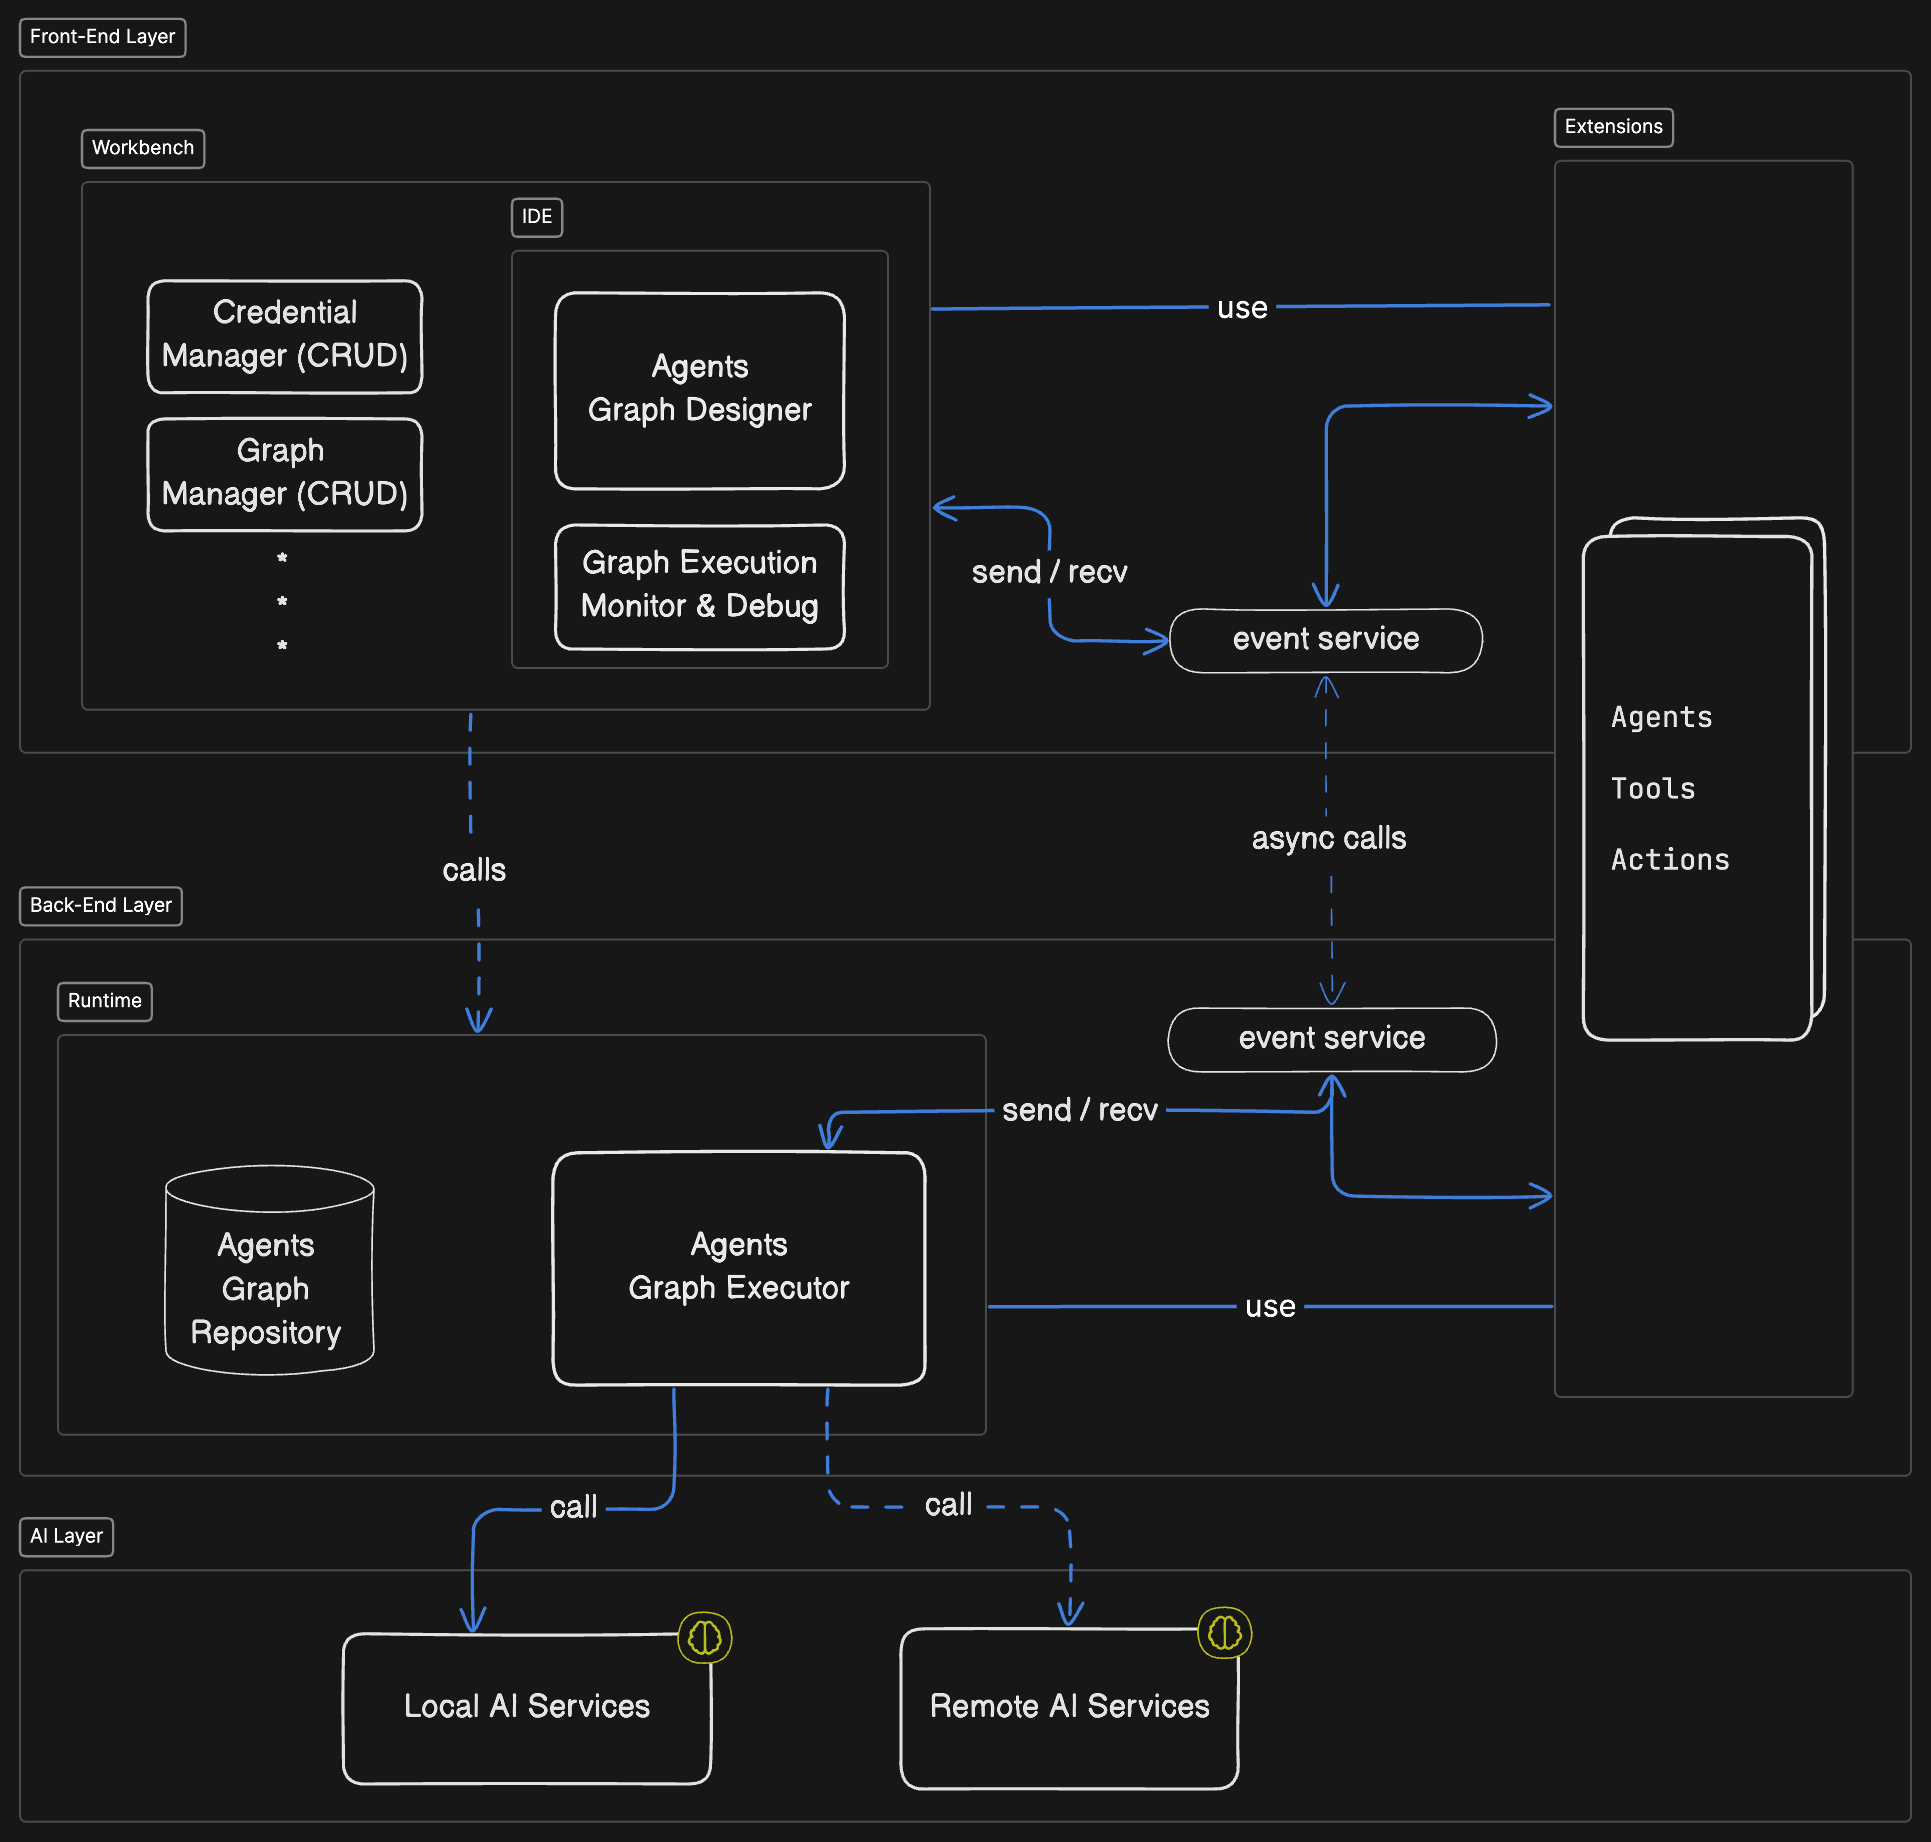 Front-End Layer
Extensions
Workbench
IDE
Credential
Manager (CRUD)
Graph
Manager (CRUD)
*
*
*
Agents
Graph Designer
Graph Execution
Monitor & Debug
use
send / recv
event service
Agents
Tools
Actions
async calls
calls
Back-End Layer
Runtime
event service
send / recv
Agents
Graph
Repository
Agents
Graph Executor
use
call
call
AI Layer
Local AI Services
Remote AI Services